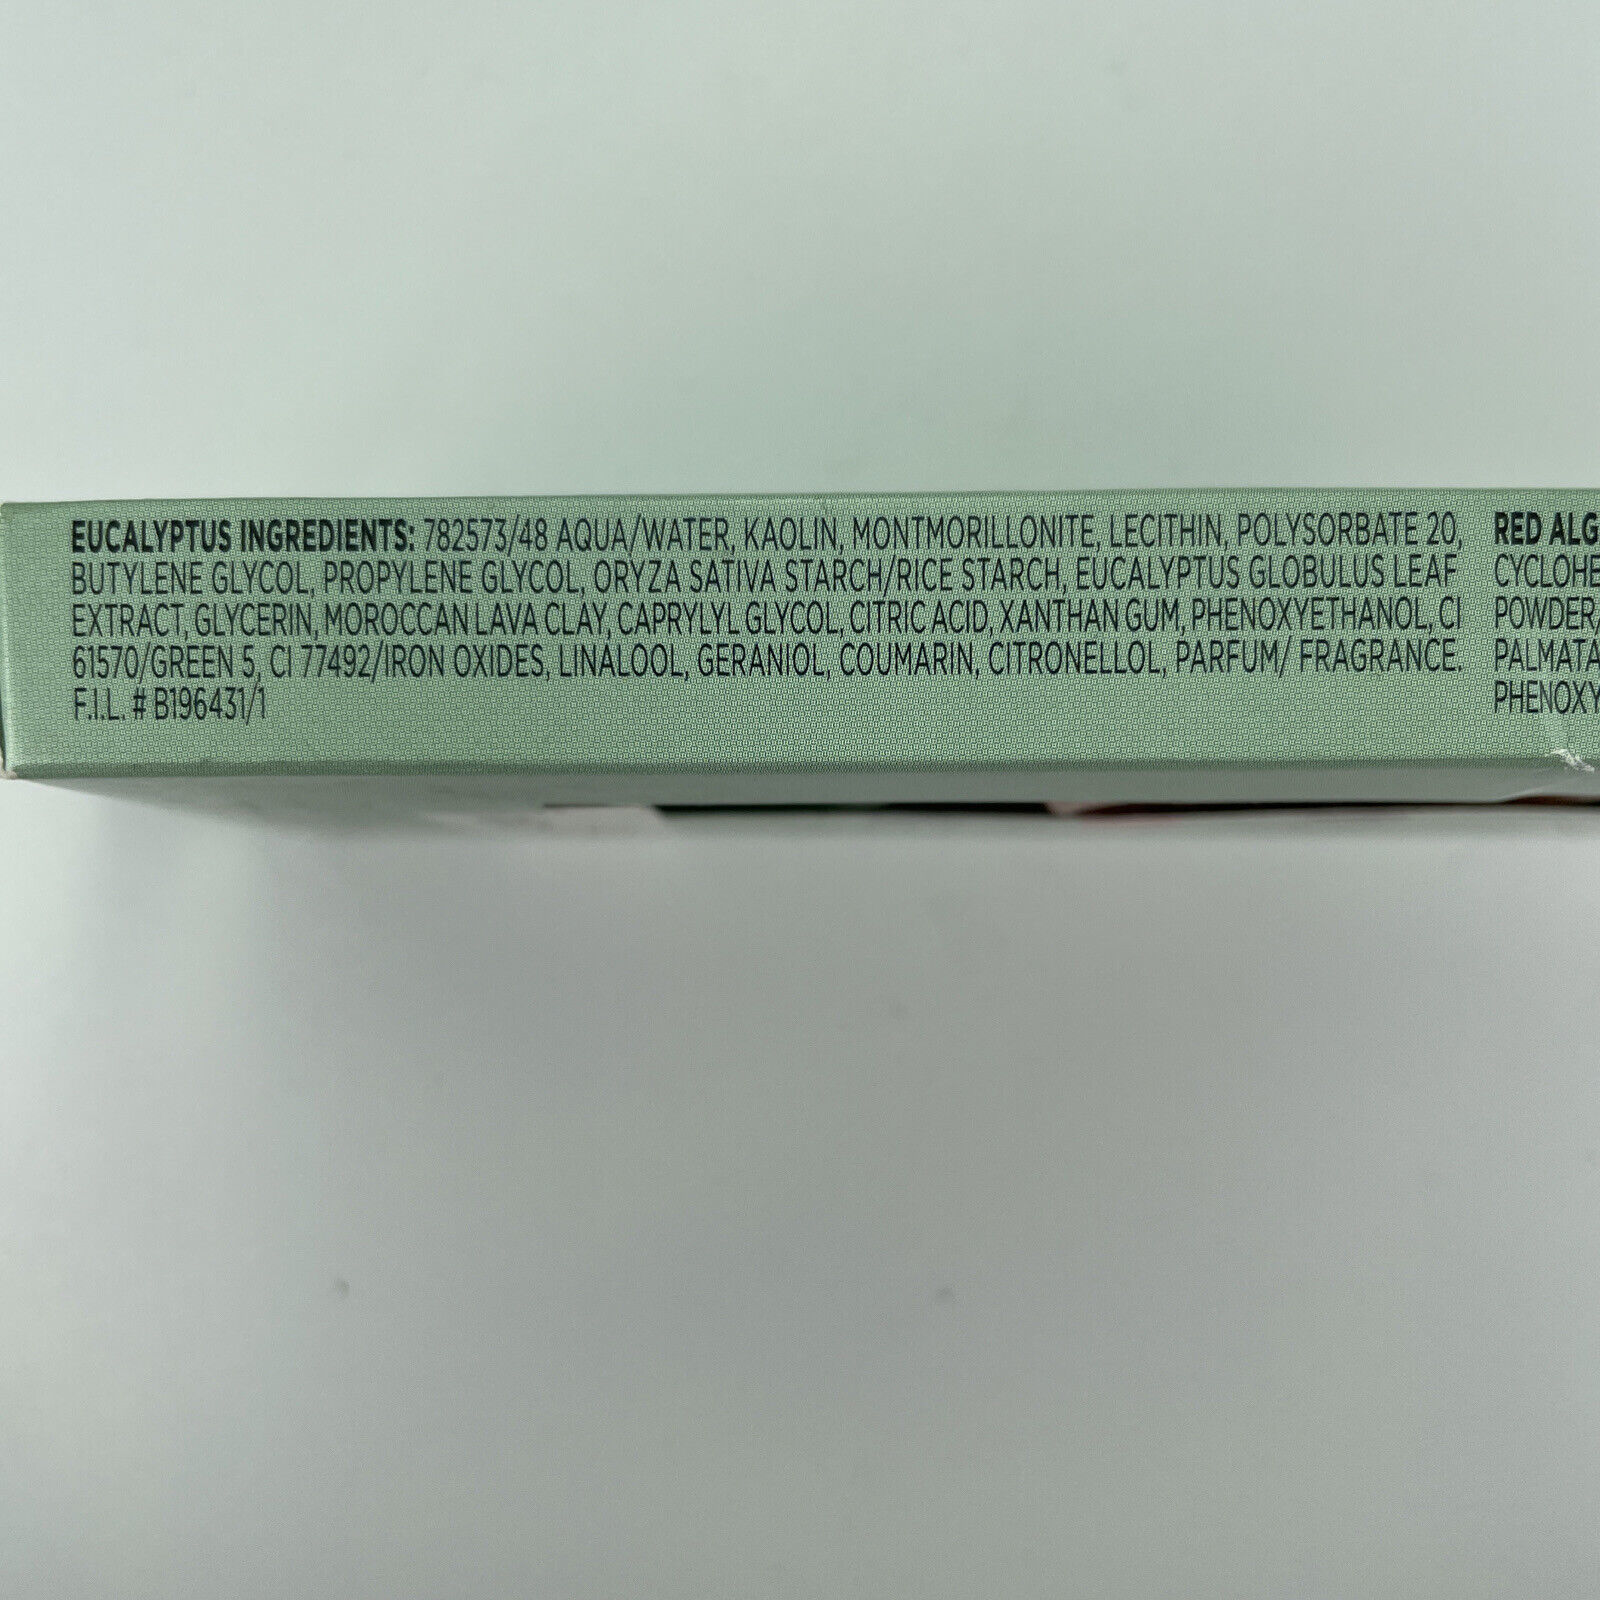 EUCALYPTUS INGREDIENTS: 782573/48 AQUA/WATER, KAOLIN, MONTMORILLONITE, LECITHIN, POLYSORBATE 20,
BUTYLENE GLYCOL, PROPYLENE GLYCOL, ORYZA SATIVA STARCH/RICE STARCH, EUCALYPTUS GLOBULUS LEAF
EXTRACT, GLYCERIN, MOROCCAN LAVA CLAY, CAPRYLYL GLYCOL, CITRIC ACID, XANTHAN GUM, PHENOXYETHANOL, CI
61570/GREEN 5, CI 77492/IRON OXIDES, LINALOOL, GERANIOL, COUMARIN, CITRONELLOL, PARFUM/ FRAGRANCE.
F.I.L. # B196431/1
RED ALG
CYCLOHE
POWDER/
PALMATA
PHENOXY